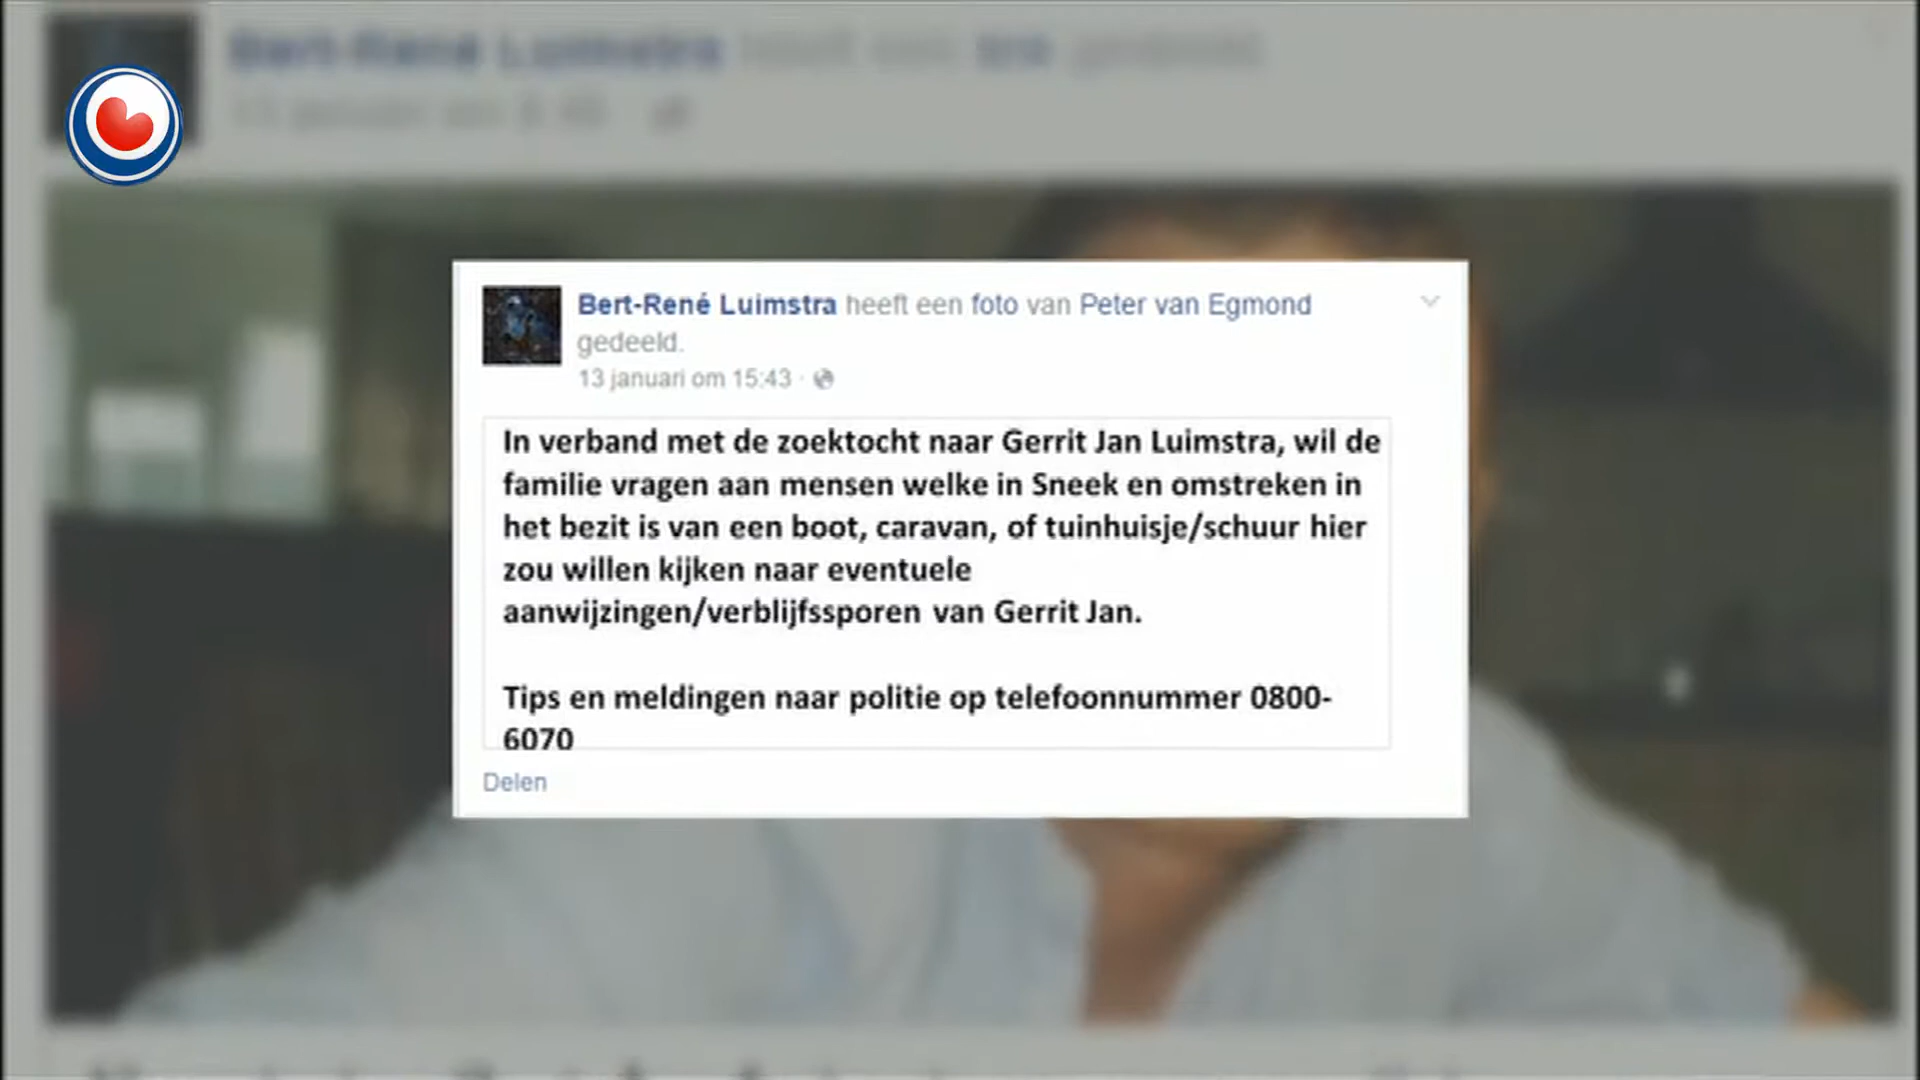 Bert-René Luimstra
Bert-René Luimstra heeft een foto van Peter van Egmond
gedeeld.
13 januari om 15:43 ·
In verband met de zoektocht naar Gerrit Jan Luimstra, wil de
familie vragen aan mensen welke in Sneek en omstreken in
het bezit is van een boot, caravan, of tuinhuisje/schuur hier
zou willen kijken naar eventuele
aanwijzingen/verblijfssporen van Gerrit Jan.
Tips en meldingen naar politie op telefoonnummer 0800-
6070
Delen